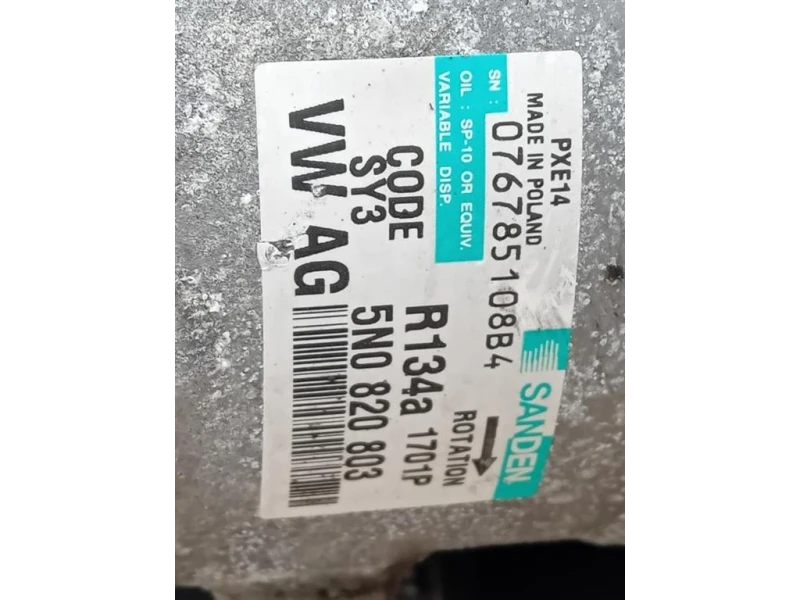 PXE14
MADE IN POLAND
SN : 076785108B4
OIL : SP-10 OR EQUIV.
VARIABLE DISP.
SANDEN
ROTATION
CODE
SY3
R134a 1701P
5N0 820 803
VW AG